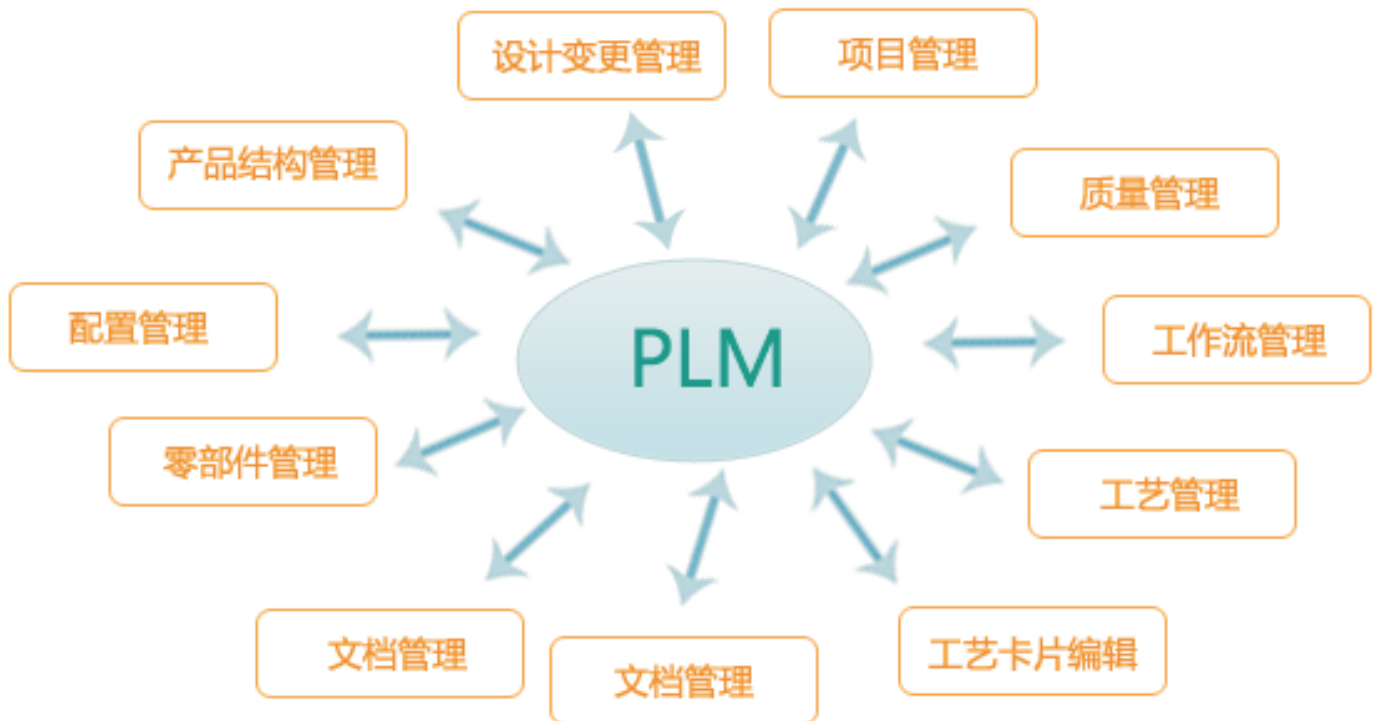 设计变更管理
项目管理
产品结构管理
质量管理
配置管理
PLM
工作流管理
零部件管理
工艺管理
文档管理
文档管理
工艺卡片编辑